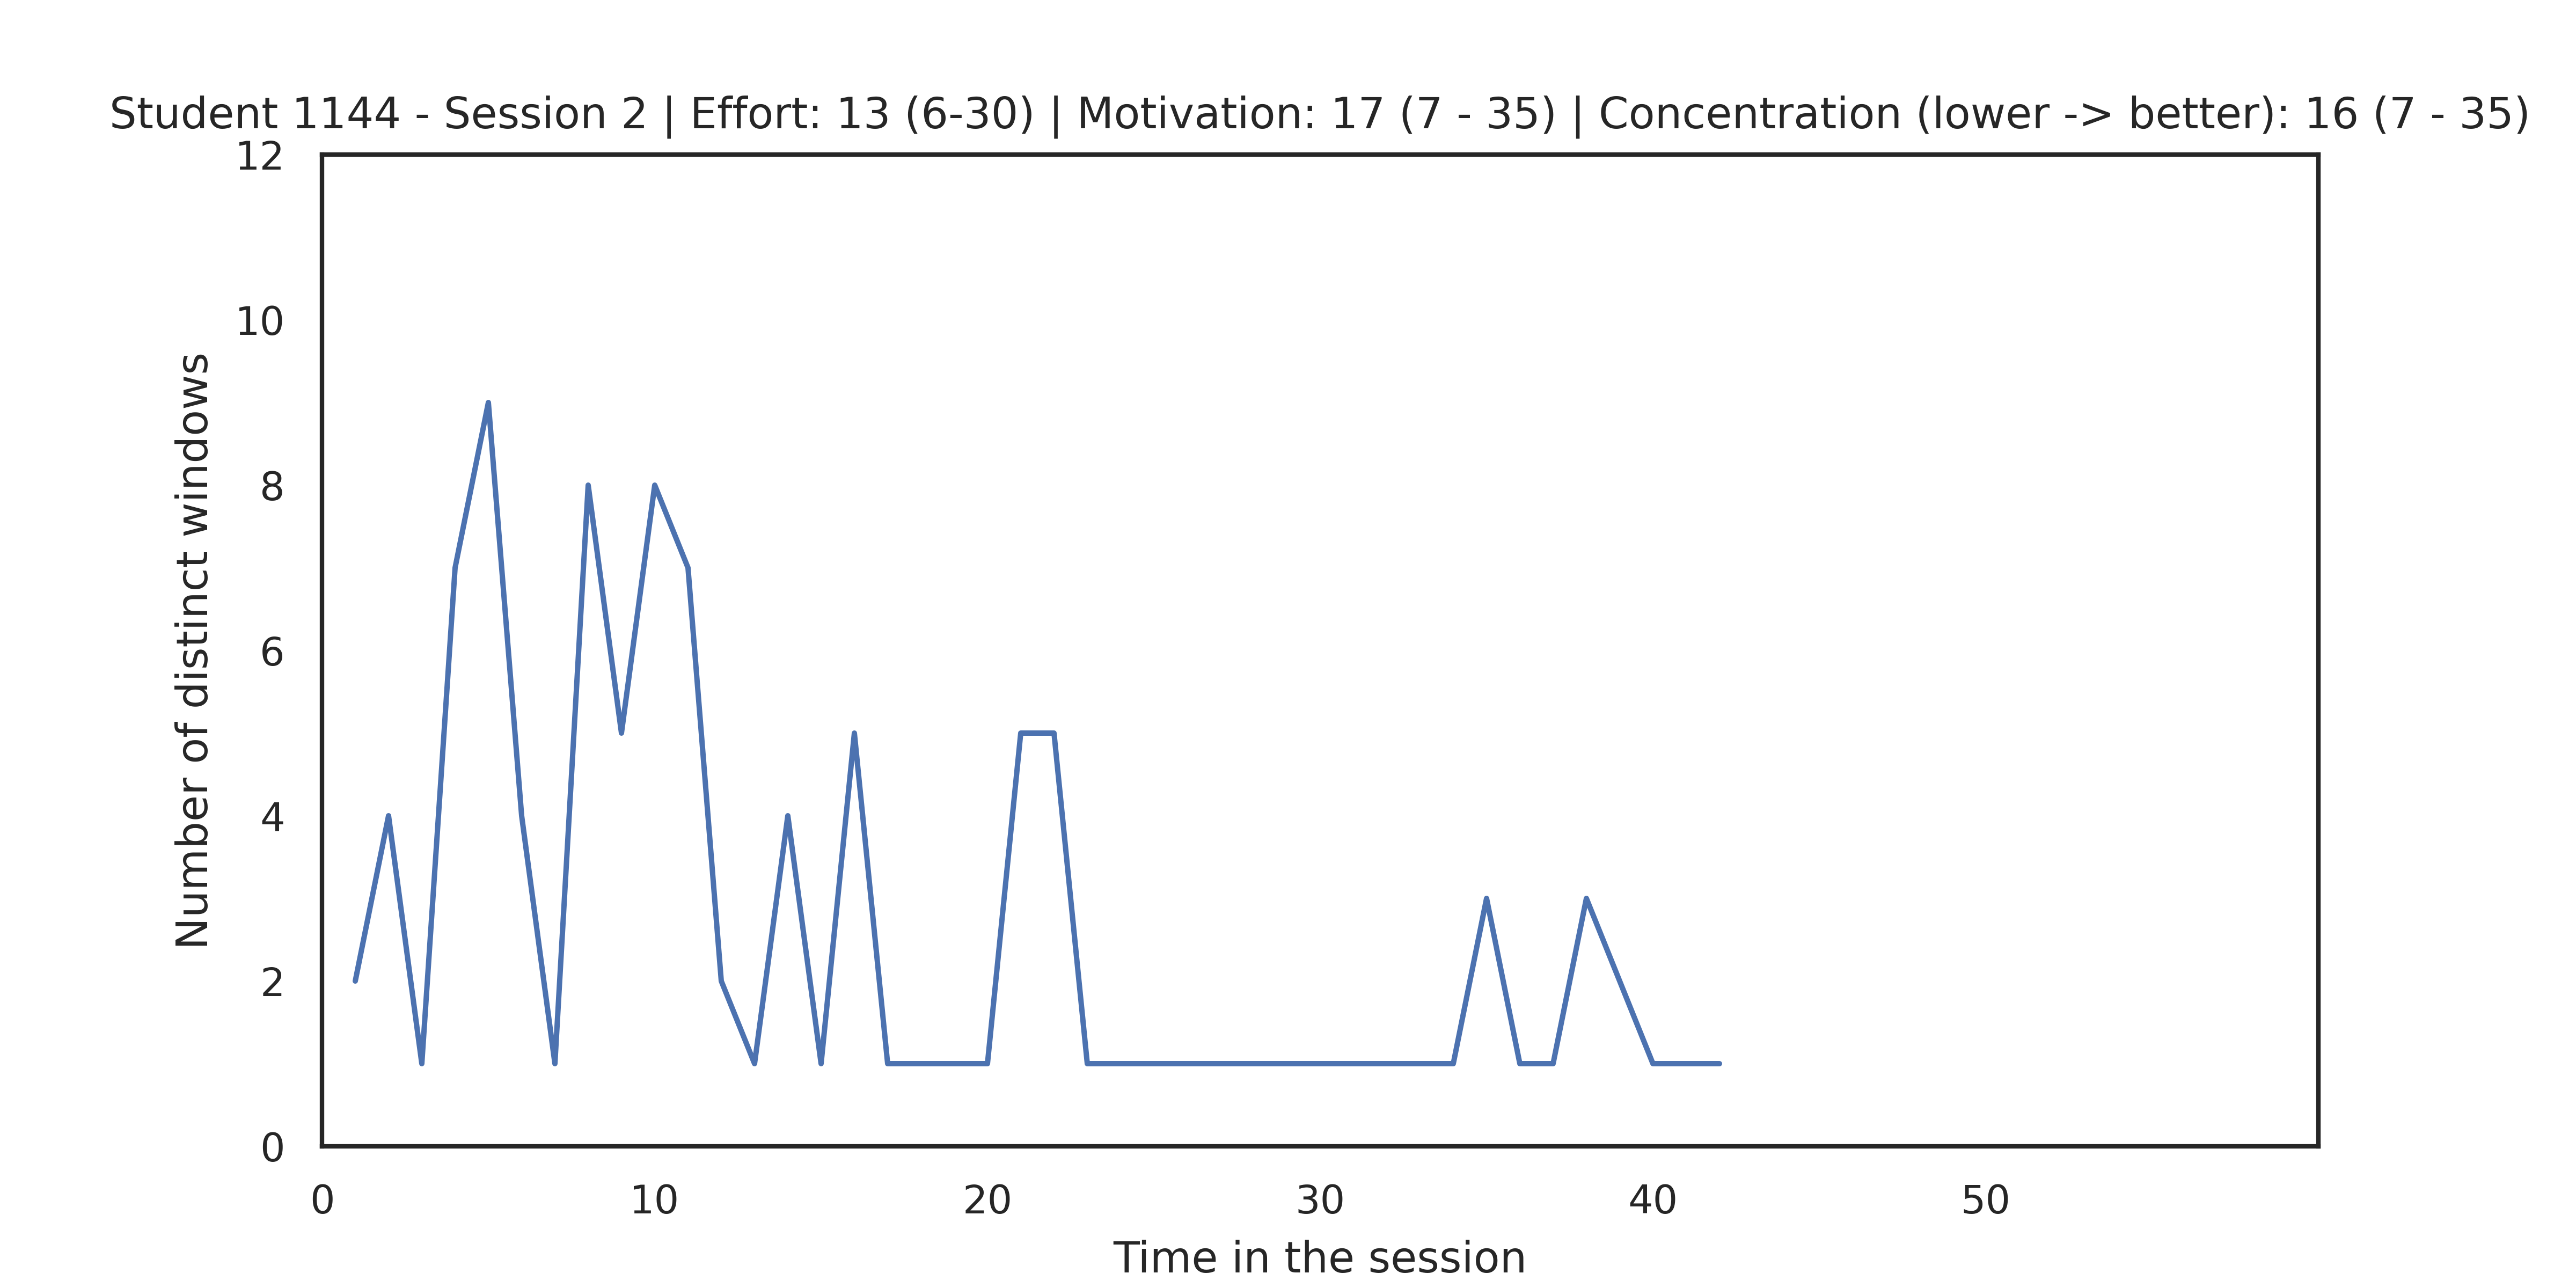 Student 1144 - Session 2 | Effort: 13 (6-30) | Motivation: 17 (7 - 35) | Concentration (lower -> better): 16 (7 - 35)
12
10
8
6
4
2
0
Number of distinct windows
0 10 20 30 40 50
Time in the session